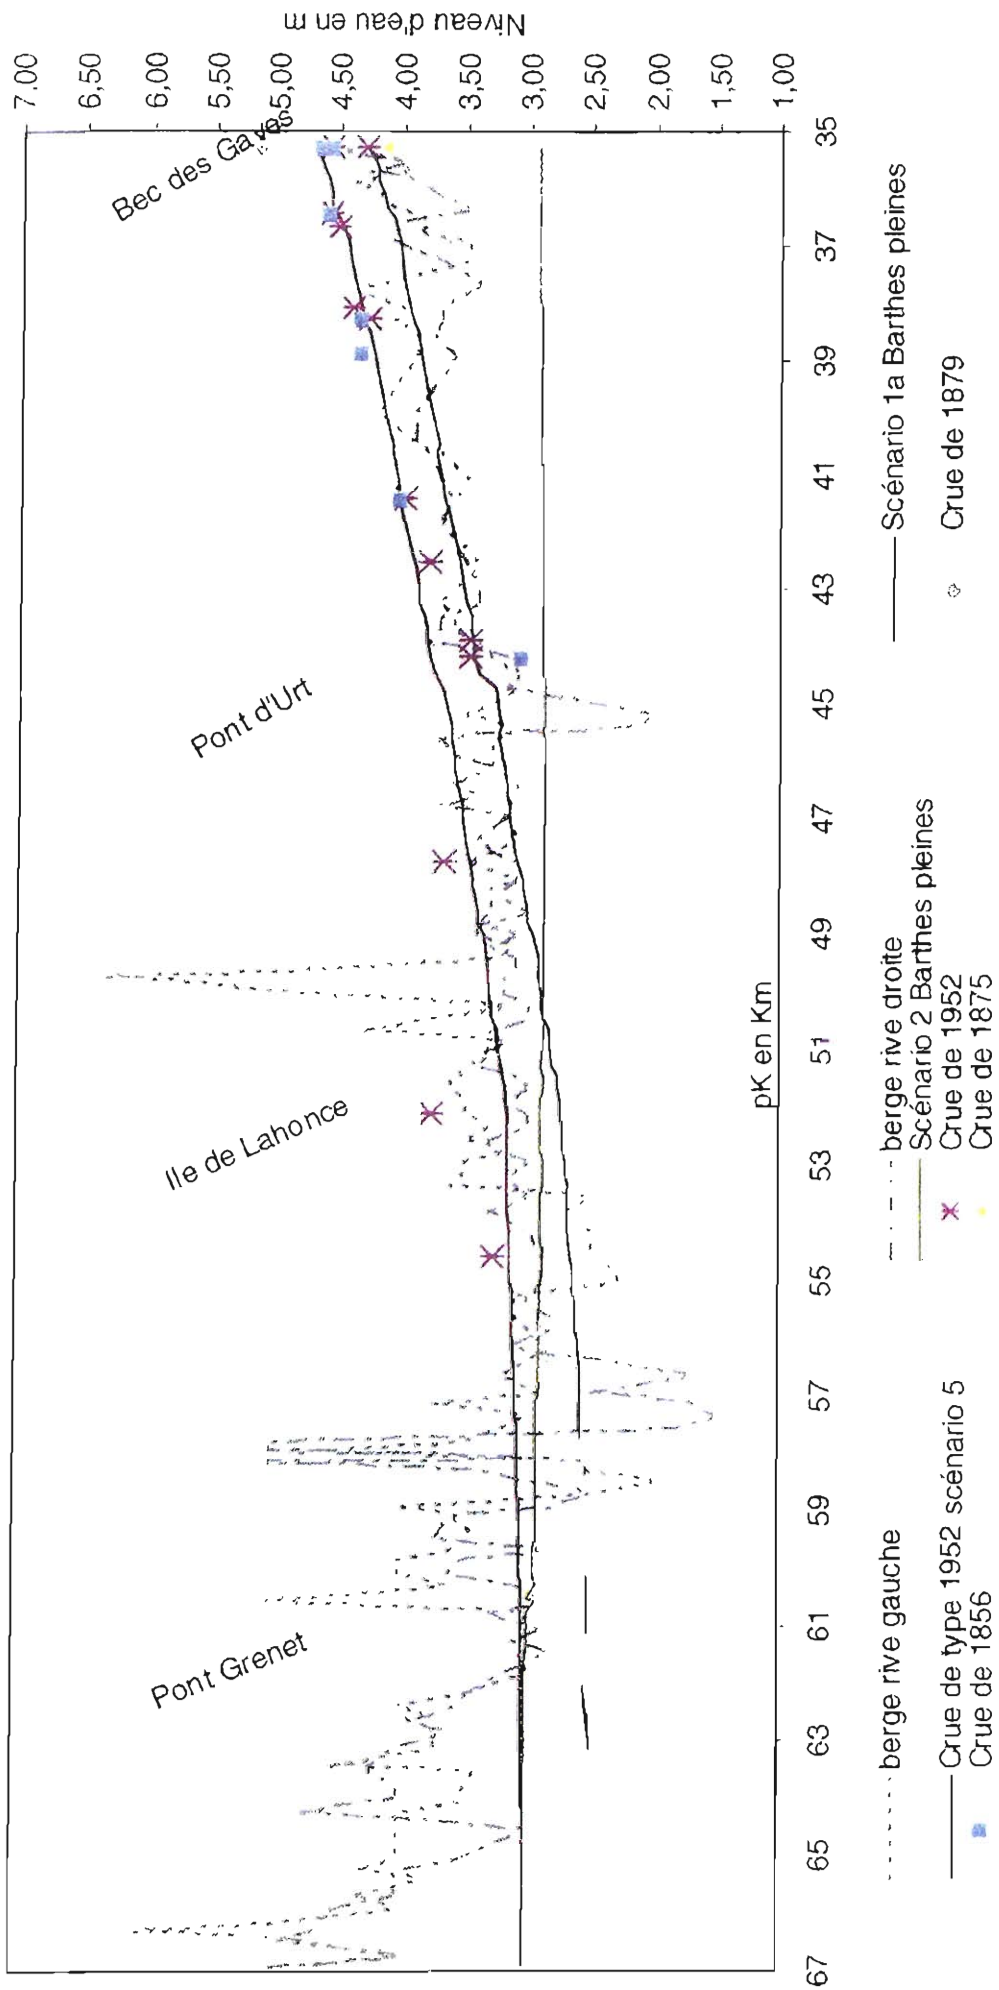 Niveau d'eau en m
7,00
6,50
6,00
5,50
5,00
4,50
4,00
3,50
3,00
2,50
2,00
1,50
1,00
Bec des Gaves
Pont d'Urt
Ile de Lahonce
Pont Grenet
67
65
63
61
59
57
55
53
51
49
47
45
43
41
39
37
35
pK en Km
berge rive gauche
berge rive droite
Scénario 1a Barthes pleines
Scénario 2 Barthes pleines
Crue de type 1952 scénario 5
Crue de 1952
Crue de 1879
Crue de 1856
Crue de 1875